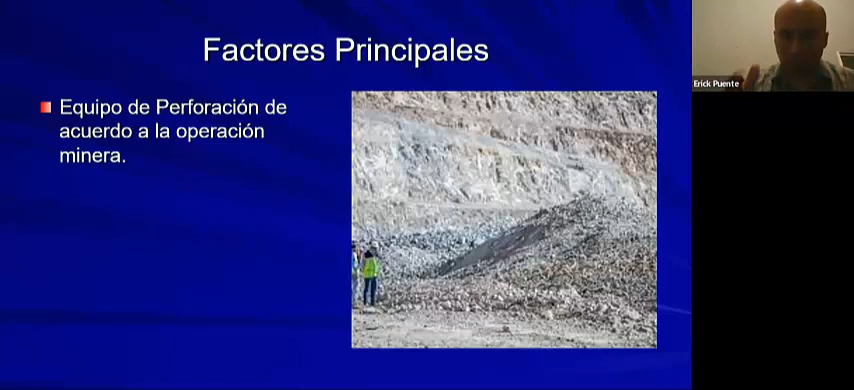 Factores Principales
Equipo de Perforación de
acuerdo a la operación
minera.
Erick Puente